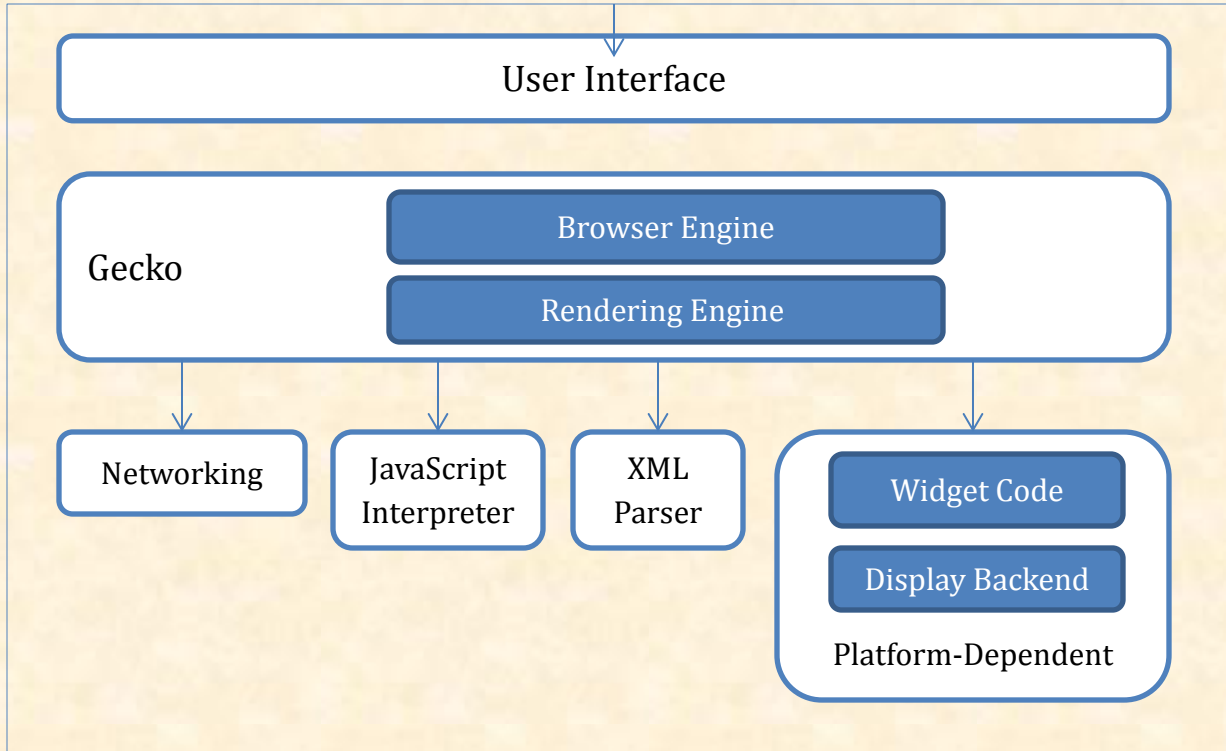 User Interface
Gecko
Browser Engine
Rendering Engine
Networking
JavaScript
Interpreter
XML
Parser
Widget Code
Display Backend
Platform-Dependent